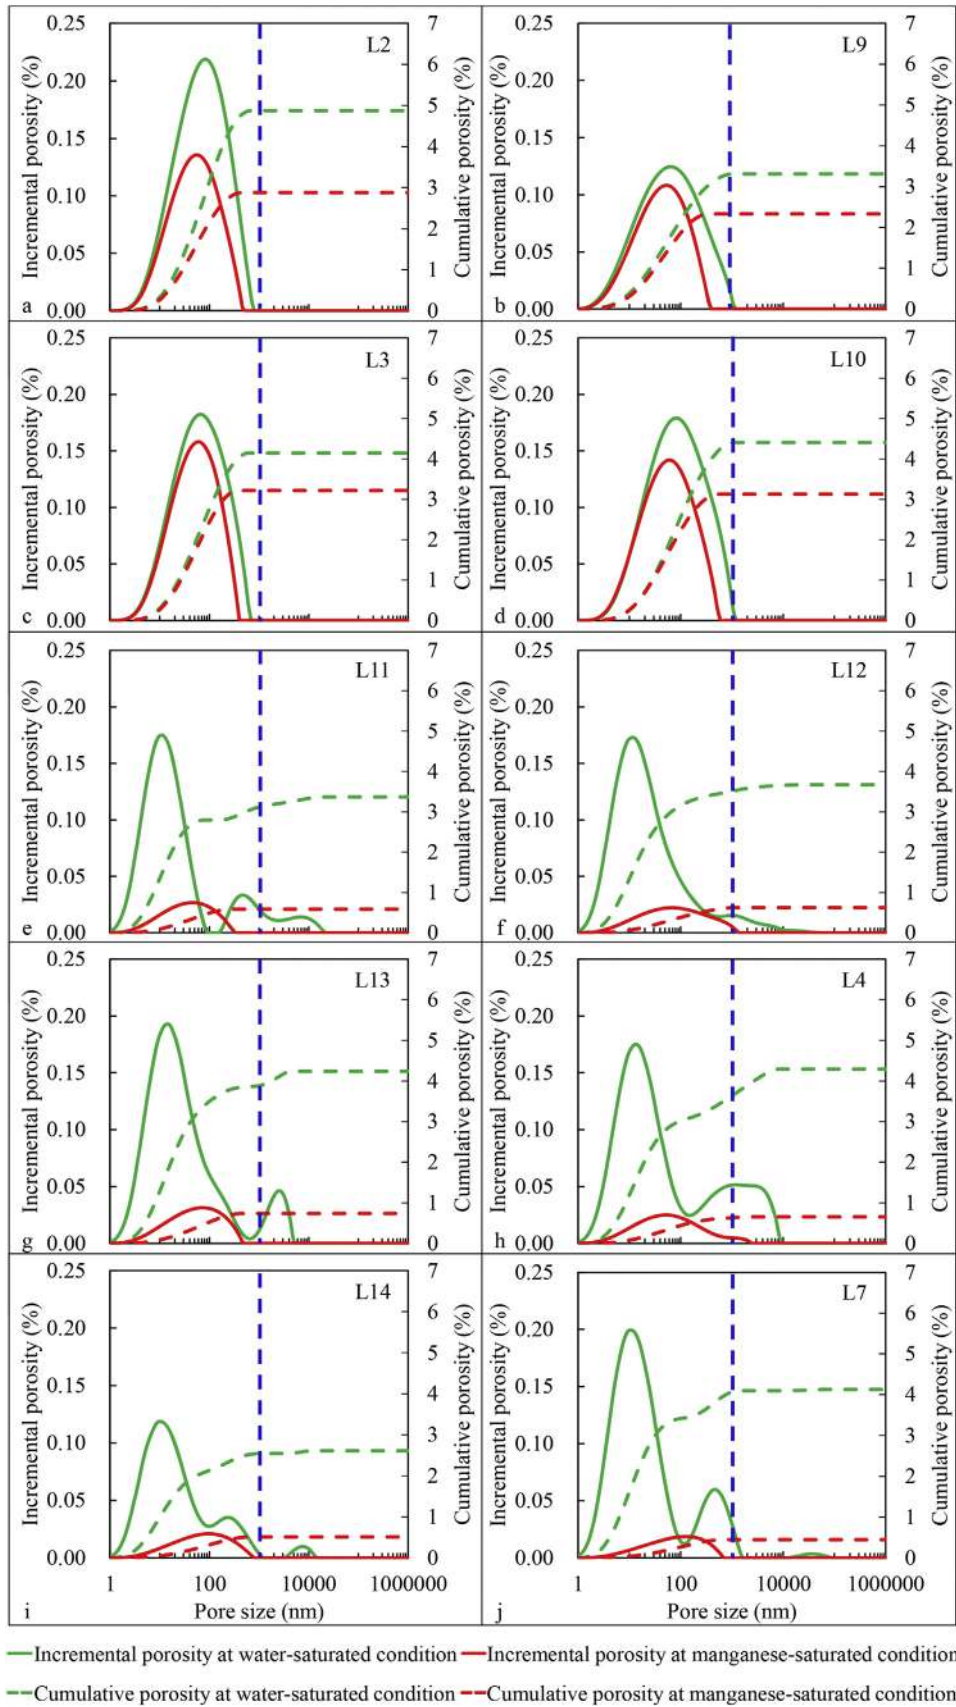 0.25 7 L2
0.20 6
5
0.15 4
0.10 3
2
0.05 1
a 0.00 0
Incremental porosity (%)
Cumulative porosity (%)
0.25 7 L9
0.20 6
5
0.15 4
0.10 3
2
0.05 1
b 0.00 0
Incremental porosity (%)
Cumulative porosity (%)
0.25 7 L3
0.20 6
5
0.15 4
0.10 3
2
0.05 1
c 0.00 0
Incremental porosity (%)
Cumulative porosity (%)
0.25 7 L10
0.20 6
5
0.15 4
0.10 3
2
0.05 1
d 0.00 0
Incremental porosity (%)
Cumulative porosity (%)
0.25 7 L11
0.20 6
5
0.15 4
0.10 3
2
0.05 1
e 0.00 0
Incremental porosity (%)
Cumulative porosity (%)
0.25 7 L12
0.20 6
5
0.15 4
0.10 3
2
0.05 1
f 0.00 0
Incremental porosity (%)
Cumulative porosity (%)
0.25 7 L13
0.20 6
5
0.15 4
0.10 3
2
0.05 1
g 0.00 0
Incremental porosity (%)
Cumulative porosity (%)
0.25 7 L4
0.20 6
5
0.15 4
0.10 3
2
0.05 1
h 0.00 0
Incremental porosity (%)
Cumulative porosity (%)
0.25 7 L14
0.20 6
5
0.15 4
0.10 3
2
0.05 1
0.00 0
Incremental porosity (%)
Cumulative porosity (%)
1 100 10000 1000000
i Pore size (nm)
0.25 7 L7
0.20 6
5
0.15 4
0.10 3
2
0.05 1
0.00 0
Incremental porosity (%)
Cumulative porosity (%)
1 100 10000 1000000
j Pore size (nm)
Incremental porosity at water-saturated condition Incremental porosity at manganese-saturated condition
Cumulative porosity at water-saturated condition Cumulative porosity at manganese-saturated condition